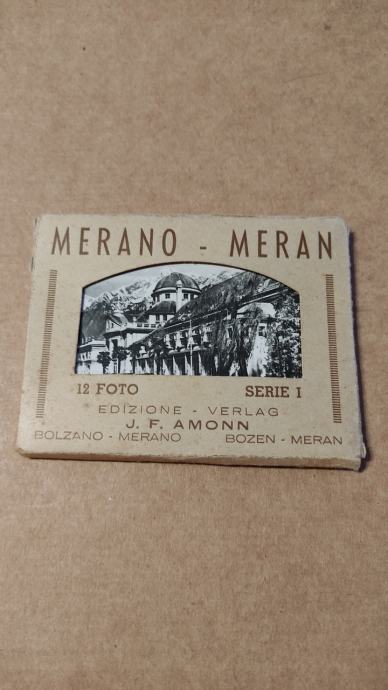 MERANO - MERAN
12 FOTO SERIE I
EDIZIONE - VERLAG
J. F. AMONN
BOLZANO - MERANO BOZEN - MERAN